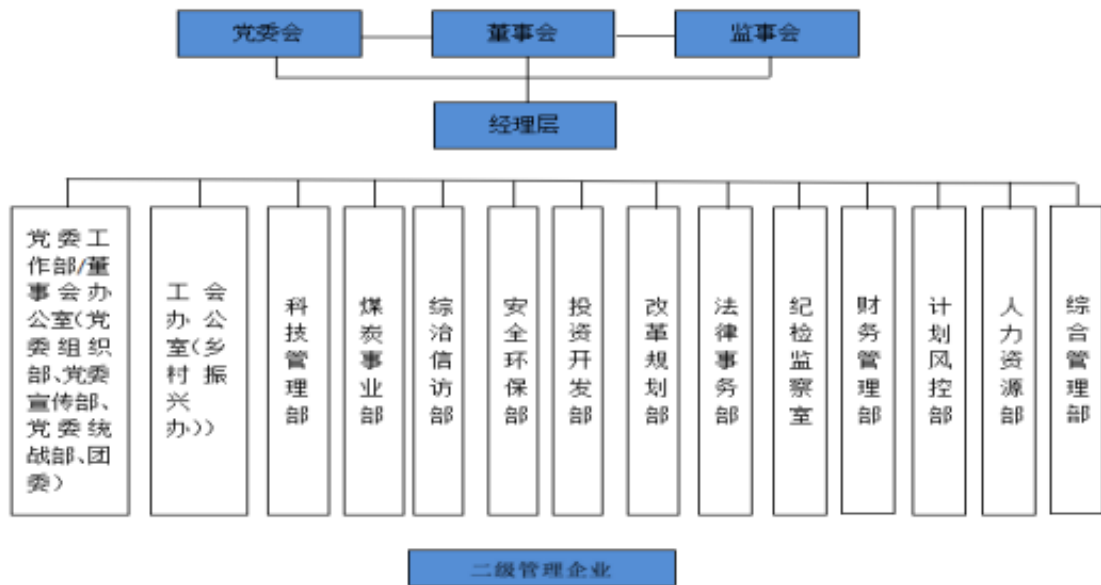 党委会
董事会
监事会
经理层
党委工
作部/董
事会办
公室(党
委组织
部、党委
宣传部、
党委统
战部、团
委)
工会
办公
室(乡
村振
兴
办))
科技管理部
煤炭事业部
综治信访部
安全环保部
投资开发部
改革规划部
法律事务部
纪检监察室
财务管理部
计划风控部
人力资源部
综合管理部
二级管理企业